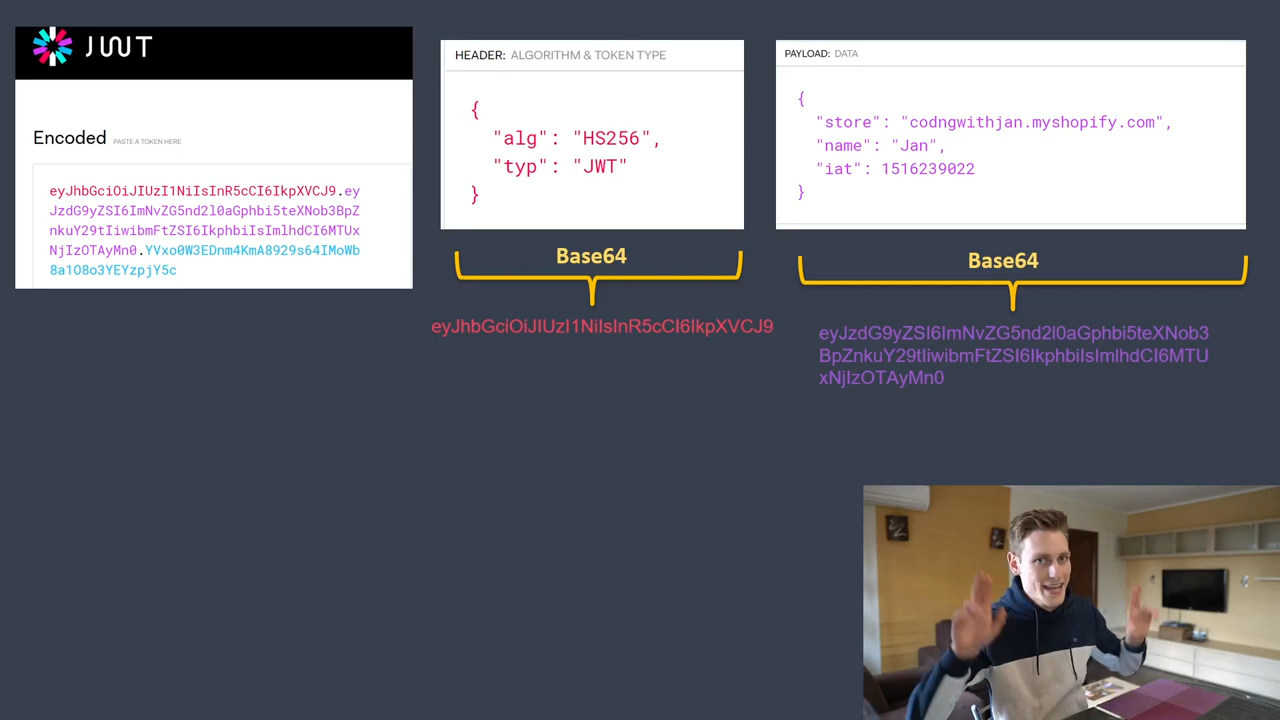 JWT
Encoded PASTE A TOKEN HERE
eyJhbGciOiJIUzI1NiIsInR5cCI6IkpXVCJ9.ey
JzdG9yZSI6ImNvZG5nd2l0aGphbi5teXNob3BpZ
nkuY29tIiwibmFtZSI6IkphbiIsImlhdCI6MTUx
NjIzOTAyMn0.YVxo0W3EDnm4KmA8929s64IMoWb
8a1O8o3YEYzpjY5c
HEADER: ALGORITHM & TOKEN TYPE
{
"alg": "HS256",
"typ": "JWT"
}
Base64
eyJhbGciOiJIUzI1NiIsInR5cCI6IkpXVCJ9
PAYLOAD: DATA
{
"store": "codngwithjan.myshopify.com",
"name": "Jan",
"iat": 1516239022
}
Base64
eyJzdG9yZSI6ImNvZG5nd2l0aGphbi5teXNob3
BpZnkuY29tIiwibmFtZSI6IkphbiIsImlhdCI6MTU
xNjIzOTAyMn0